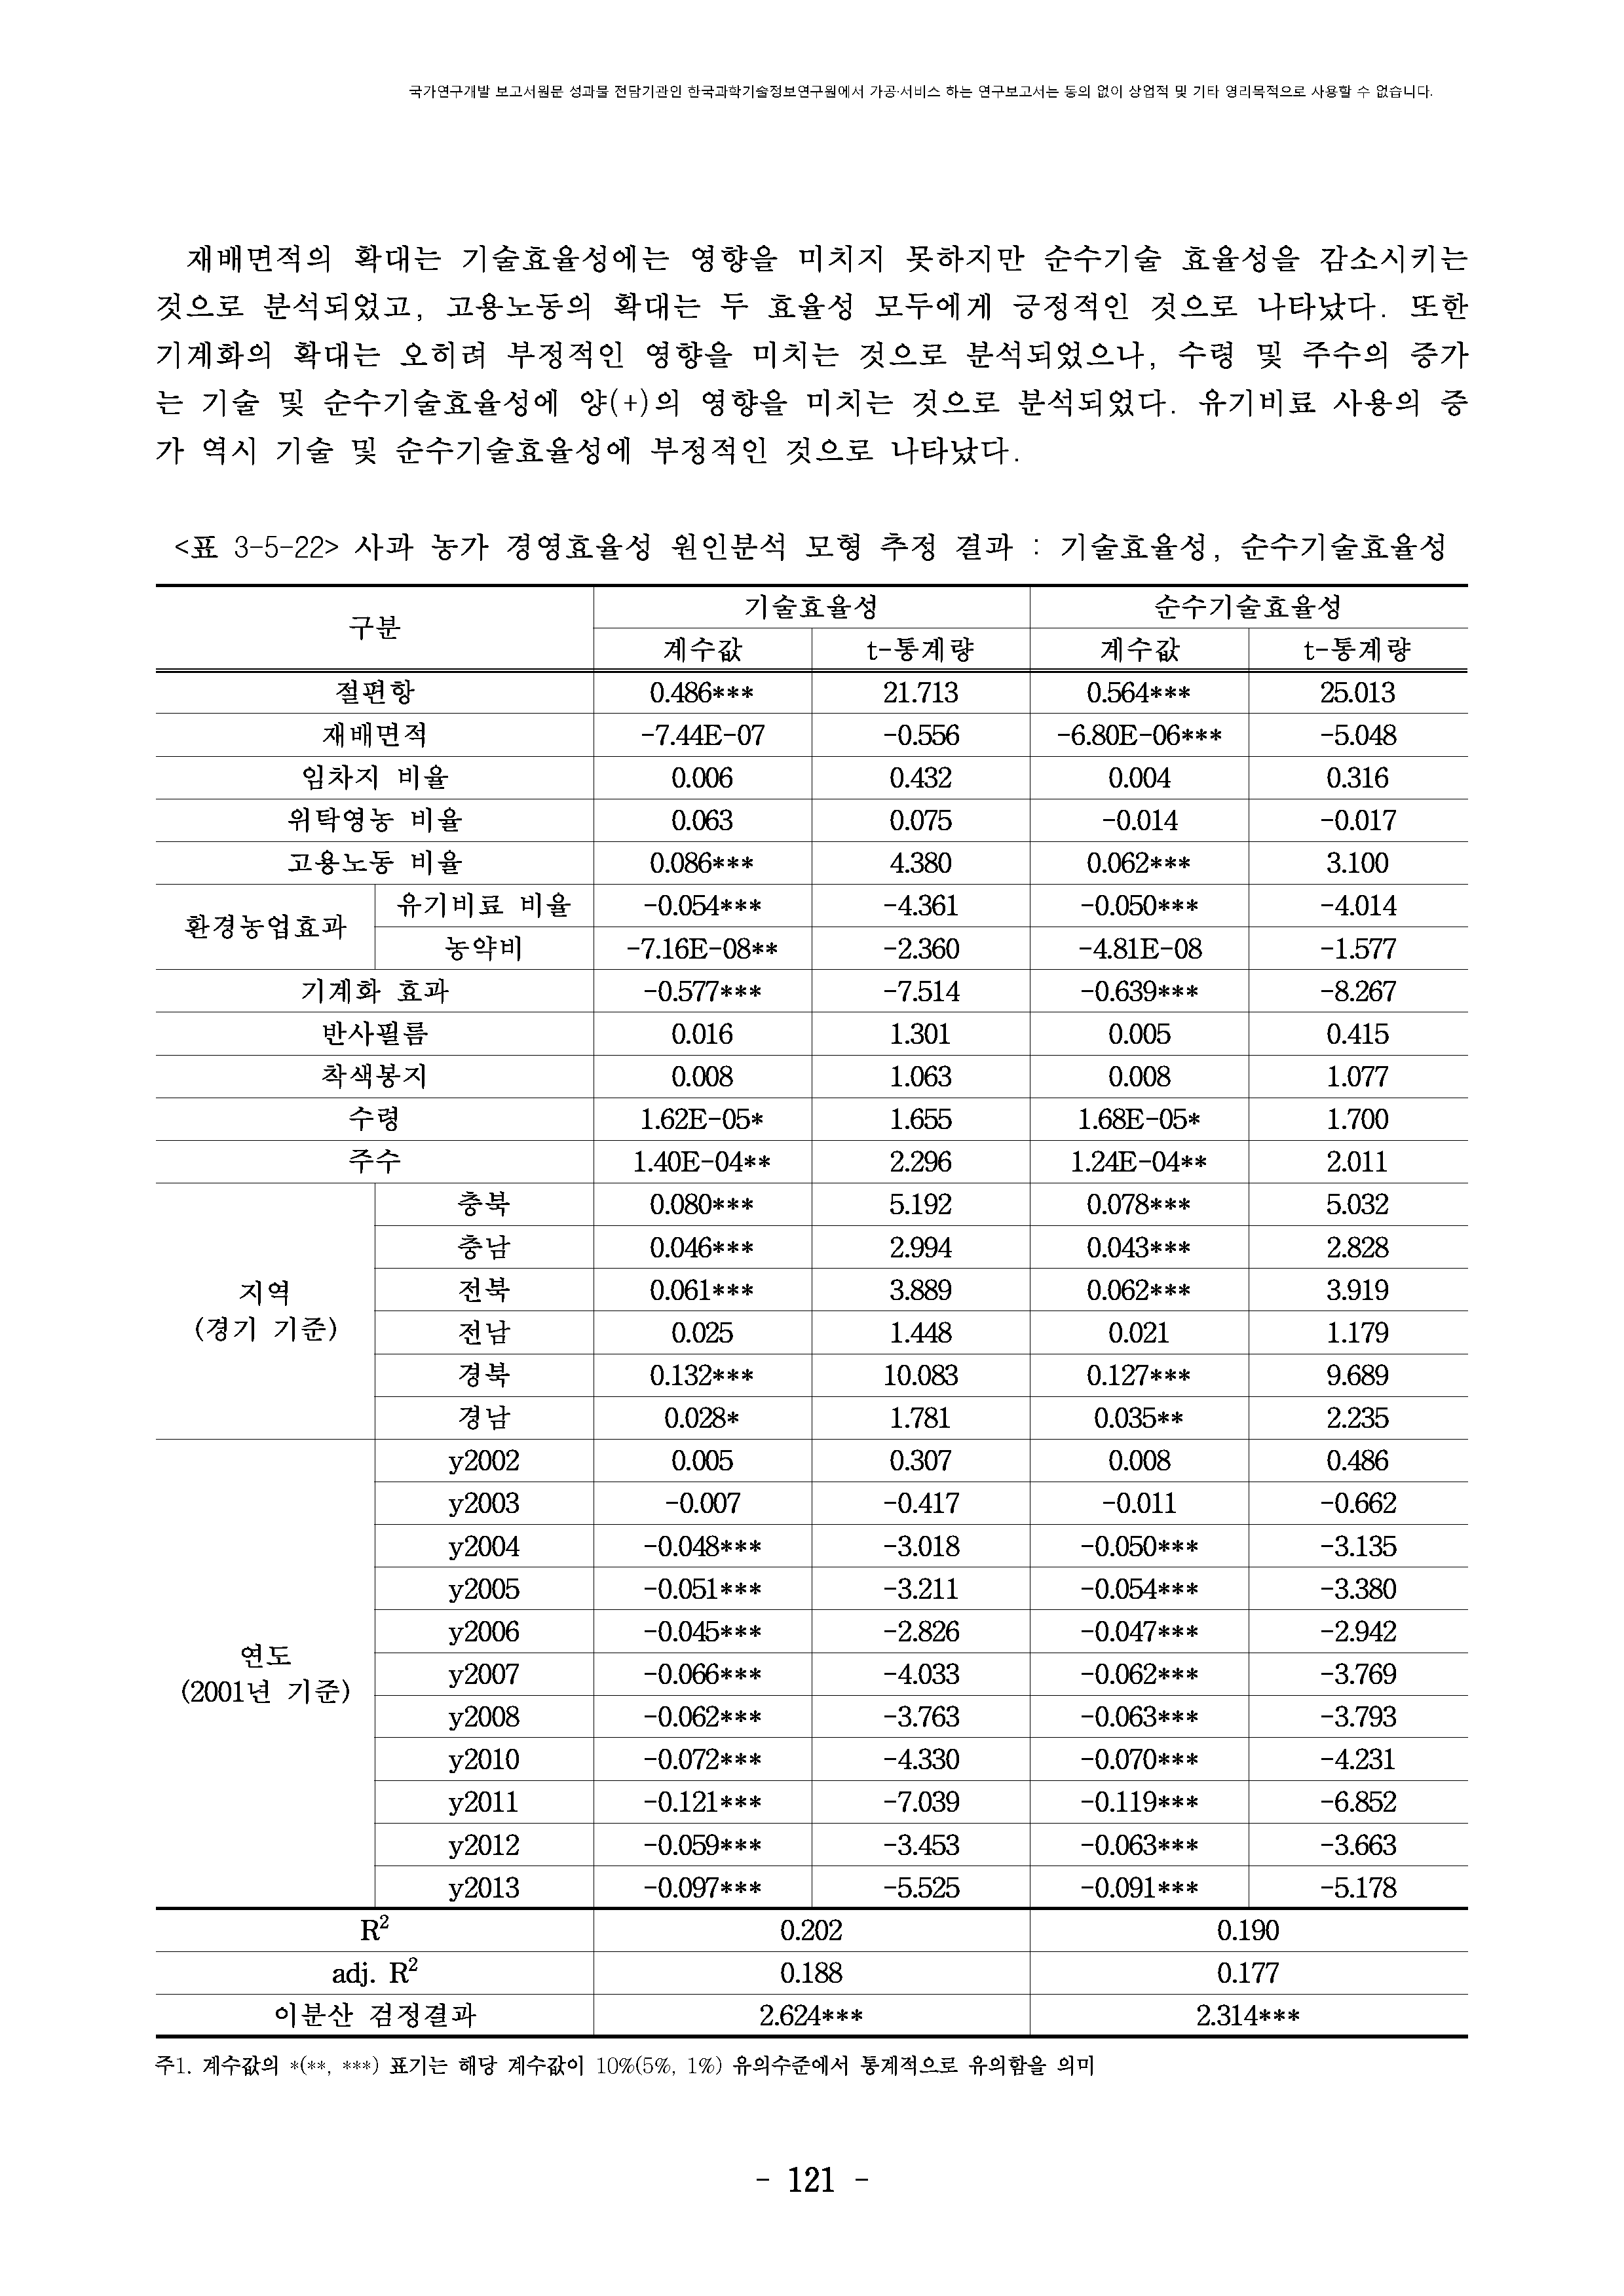 국가연구개발 보고서원문 성과물 전담기관인 한국과학기술정보연구원에서 가공·서비스 하는 연구보고서는 동의 없이 상업적 및 기타 영리목적으로 사용할 수 없습니다.
재배면적의 확대는 기술효율성에는 영향을 미치지 못하지만 순수기술 효율성을 감소시키는
것으로 분석되었고, 고용노동의 확대는 두 효율성 모두에게 긍정적인 것으로 나타났다. 또한
기계화의 확대는 오히려 부정적인 영향을 미치는 것으로 분석되었으나, 수령 및 주수의 증가
는 기술 및 순수기술효율성에 양(+)의 영향을 미치는 것으로 분석되었다. 유기비료 사용의 증
가 역시 기술 및 순수기술효율성에 부정적인 것으로 나타났다.
<표 3-5-22> 사과 농가 경영효율성 원인분석 모형 추정 결과 : 기술효율성, 순수기술효율성
구분 기술효율성 순수기술효율성
계수값 t-통계량 계수값 t-통계량
절편항 0.486*** 21.713 0.564*** 25.013
재배면적 -7.44E-07 -0.556 -6.80E-06*** -5.048
임차지 비율 0.006 0.432 0.004 0.316
위탁영농 비율 0.063 0.075 -0.014 -0.017
고용노동 비율 0.086*** 4.380 0.062*** 3.100
환경농업효과 유기비료 비율 -0.054*** -4.361 -0.050*** -4.014
농약비 -7.16E-08** -2.360 -4.81E-08 -1.577
기계화 효과 -0.577*** -7.514 -0.639*** -8.267
반사필름 0.016 1.301 0.005 0.415
착색봉지 0.008 1.063 0.008 1.077
수령 1.62E-05* 1.655 1.68E-05* 1.700
주수 1.40E-04** 2.296 1.24E-04** 2.011
지역
(경기 기준)
충북 0.080*** 5.192 0.078*** 5.032
충남 0.046*** 2.994 0.043*** 2.828
전북 0.061*** 3.889 0.062*** 3.919
전남 0.025 1.448 0.021 1.179
경북 0.132*** 10.083 0.127*** 9.689
경남 0.028* 1.781 0.035** 2.235
연도
(2001년 기준)
y2002 0.005 0.307 0.008 0.486
y2003 -0.007 -0.417 -0.011 -0.662
y2004 -0.048*** -3.018 -0.050*** -3.135
y2005 -0.051*** -3.211 -0.054*** -3.380
y2006 -0.045*** -2.826 -0.047*** -2.942
y2007 -0.066*** -4.033 -0.062*** -3.769
y2008 -0.062*** -3.763 -0.063*** -3.793
y2010 -0.072*** -4.330 -0.070*** -4.231
y2011 -0.121*** -7.039 -0.119*** -6.852
y2012 -0.059*** -3.453 -0.063*** -3.663
y2013 -0.097*** -5.525 -0.091*** -5.178
R² 0.202 0.190
adj. R² 0.188 0.177
이분산 검정결과 2.624*** 2.314***
주1. 계수값의 *(**, ***) 표기는 해당 계수값이 10%(5%, 1%) 유의수준에서 통계적으로 유의함을 의미
- 121 -